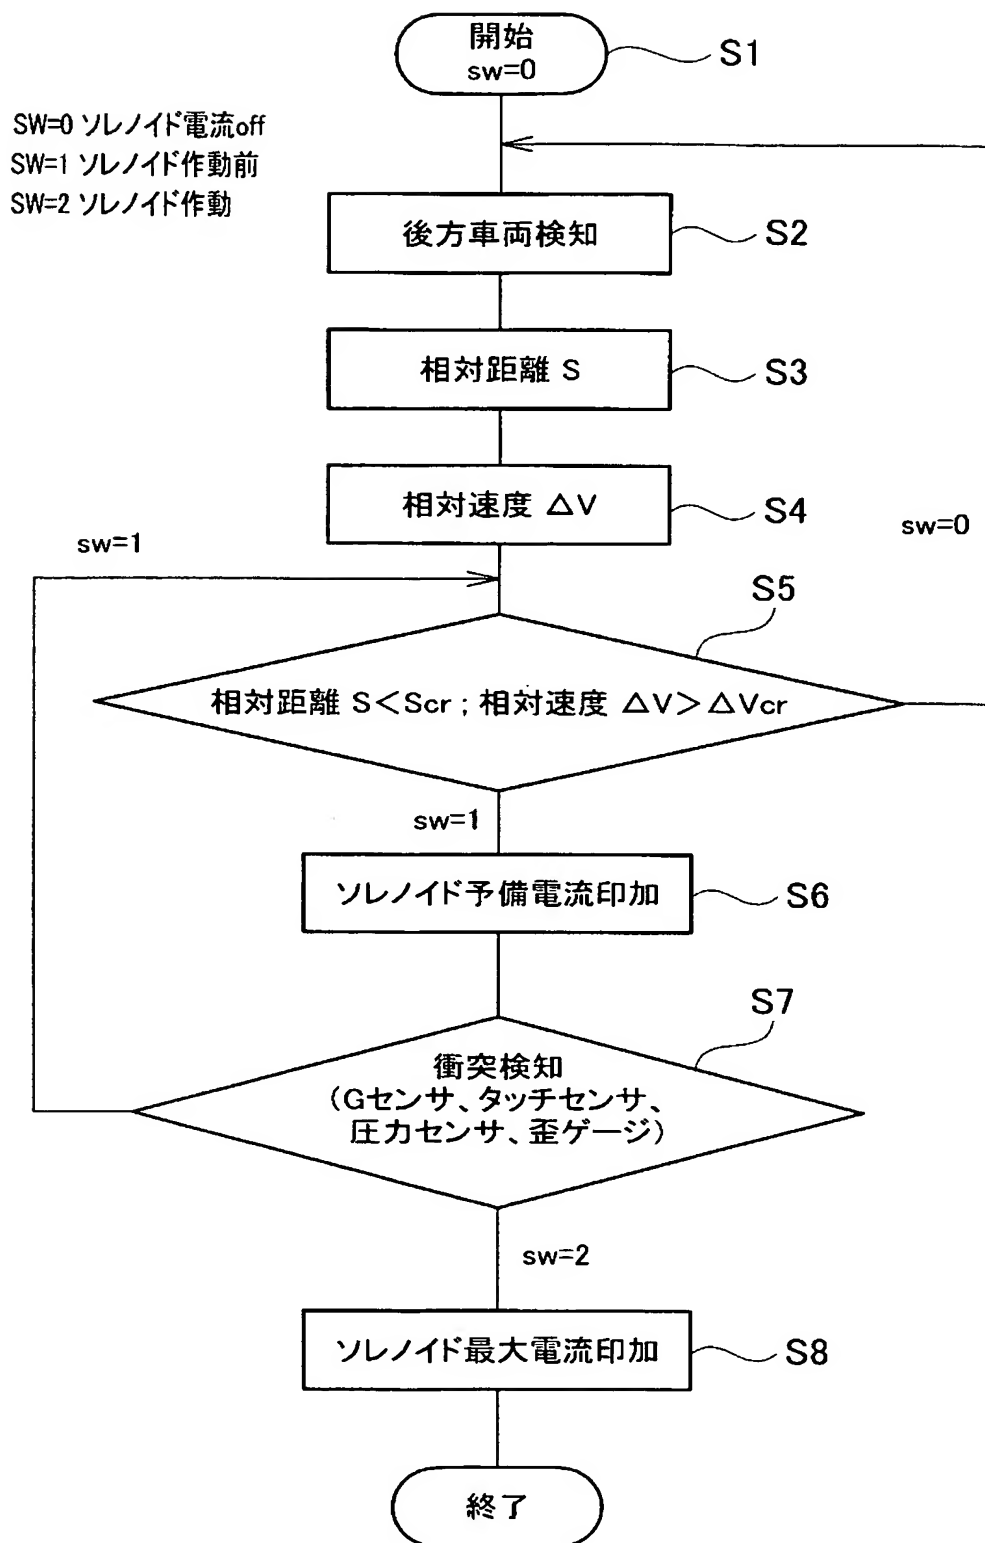 開始
sw=0
S1
SW=0 ソレノイド電流off
SW=1 ソレノイド作動前
SW=2 ソレノイド作動
後方車両検知
S2
相対距離 S
S3
相対速度 △V
S4
sw=1
sw=0
S5
相対距離 S<Scr ; 相対速度 △V>△Vcr
sw=1
ソレノイド予備電流印加
S6
S7
衝突検知
(Gセンサ、タッチセンサ、
圧力センサ、歪ゲージ)
sw=2
ソレノイド最大電流印加
S8
終了